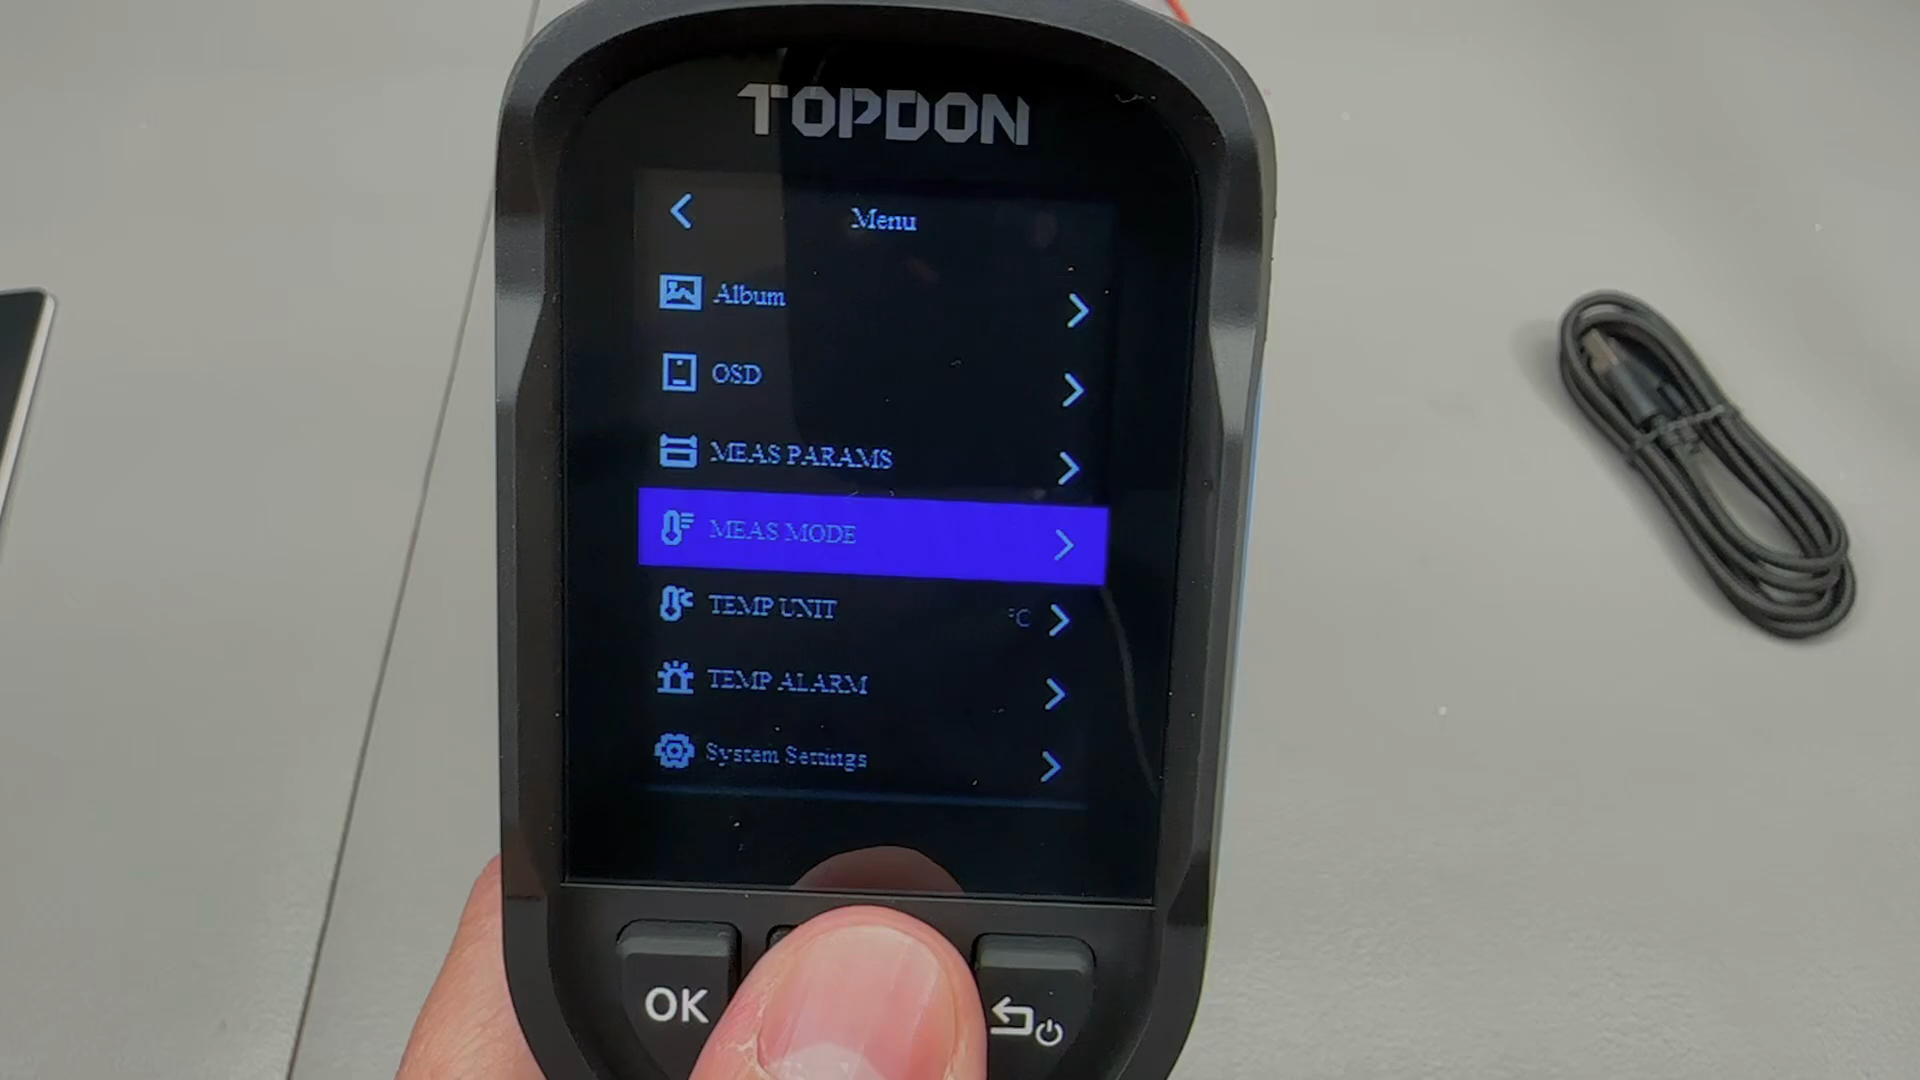 TOPDON
Menu
Album
OSD
MEAS PARAMS
MEAS MODE
TEMP UNIT °C
TEMP ALARM
System Settings
OK